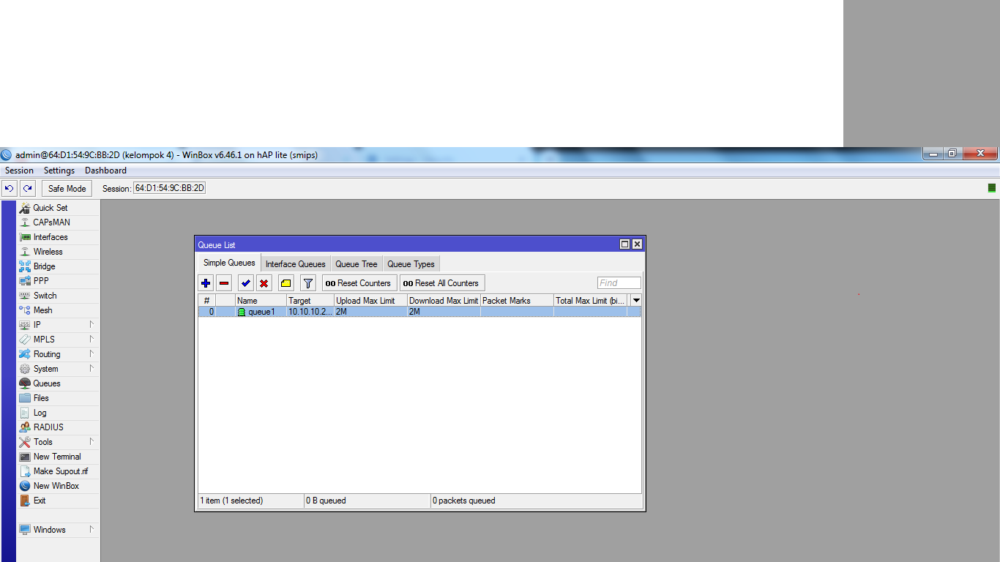 admin@64:D1:54:9C:BB:2D (kelompok 4) - WinBox v6.46.1 on hAP lite (smips)
Session Settings Dashboard
Safe Mode Session: 64:D1:54:9C:BB:2D
Quick Set
CAPsMAN
Interfaces
Wireless
Bridge
PPP
Switch
Mesh
IP
MPLS
Routing
System
Queues
Files
Log
RADIUS
Tools
New Terminal
Make Supout.rif
New WinBox
Exit
Windows
Queue List
Simple Queues Interface Queues Queue Tree Queue Types
00 Reset Counters 00 Reset All Counters Find
# Name Target Upload Max Limit Download Max Limit Packet Marks Total Max Limit (bi...
0 queue1 10.10.10.2... 2M 2M
1 item (1 selected) 0 B queued 0 packets queued